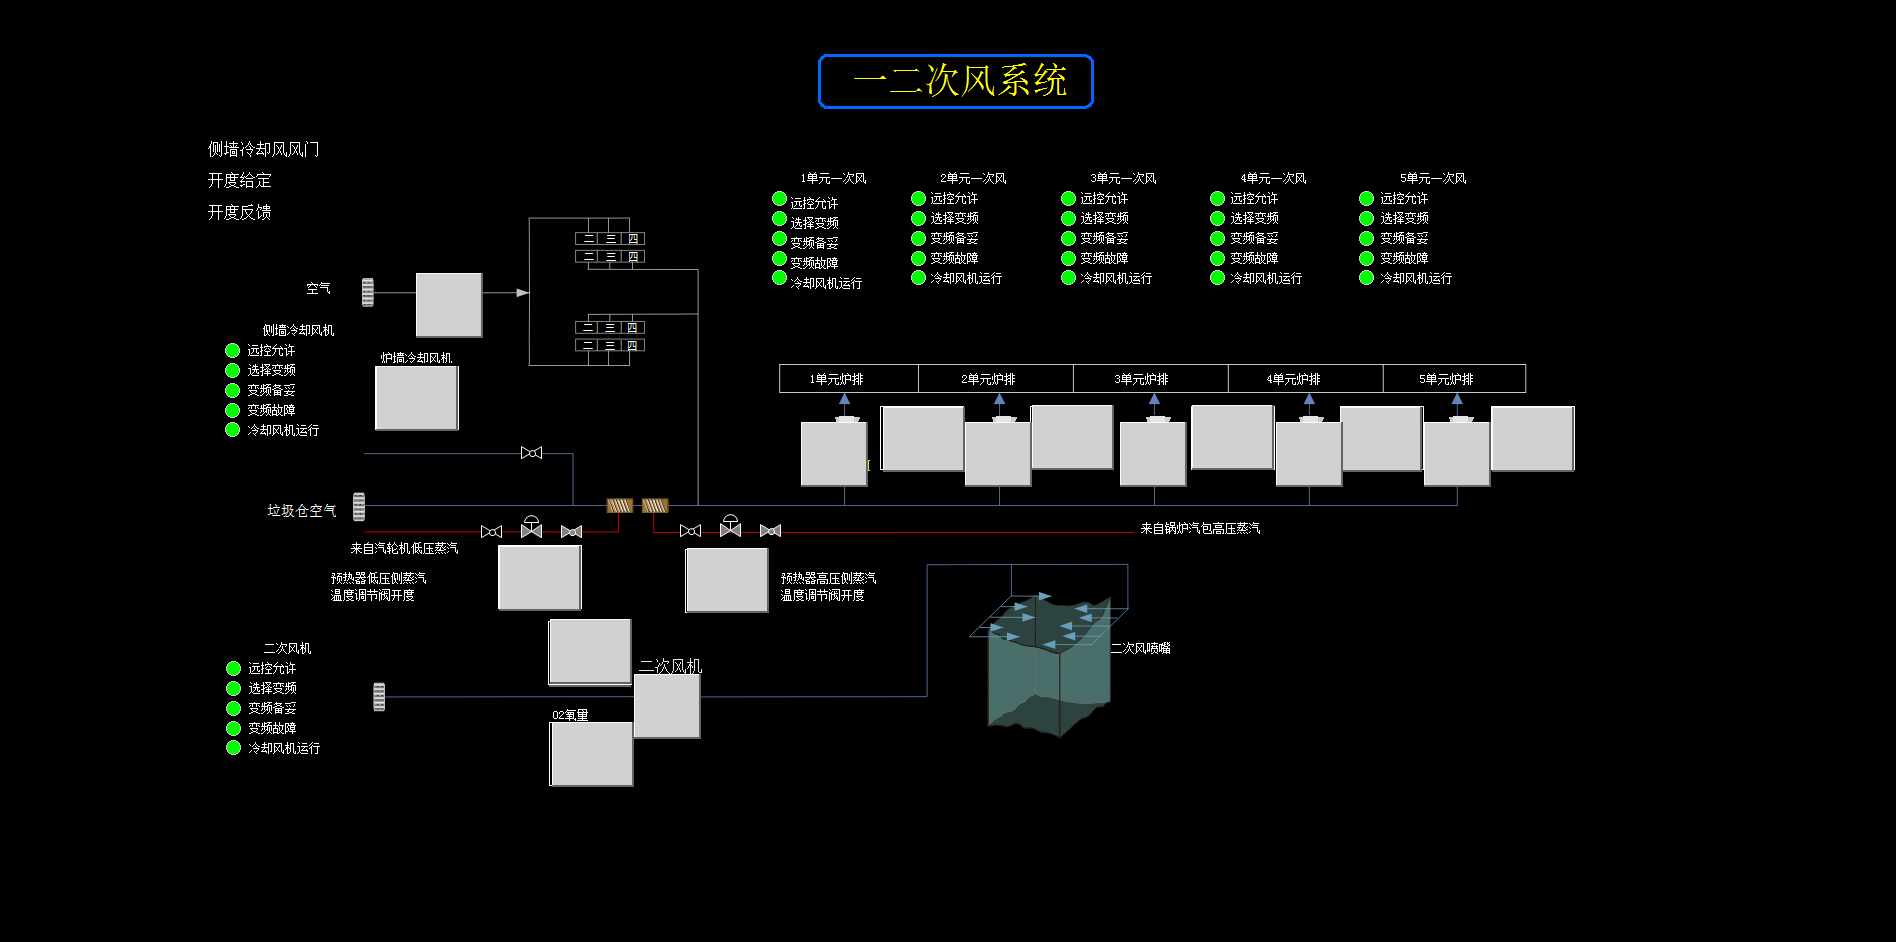 一二次风系统
侧墙冷却风风门
开度给定
开度反馈
1单元一次风
远控允许
选择变频
变频备妥
变频故障
冷却风机运行
2单元一次风
远控允许
选择变频
变频备妥
变频故障
冷却风机运行
3单元一次风
远控允许
选择变频
变频备妥
变频故障
冷却风机运行
4单元一次风
远控允许
选择变频
变频备妥
变频故障
冷却风机运行
5单元一次风
远控允许
选择变频
变频备妥
变频故障
冷却风机运行
二 三 四
二 三 四
空气
二 三 四
二 三 四
侧墙冷却风机
远控允许
选择变频
变频备妥
变频故障
冷却风机运行
炉墙冷却风机
1单元炉排
2单元炉排
3单元炉排
4单元炉排
5单元炉排
垃圾仓空气
来自汽轮机低压蒸汽
来自锅炉汽包高压蒸汽
预热器低压侧蒸汽
温度调节阀开度
预热器高压侧蒸汽
温度调节阀开度
二次风机
远控允许
选择变频
变频备妥
变频故障
冷却风机运行
二次风机
O2氧量
二次风喷嘴